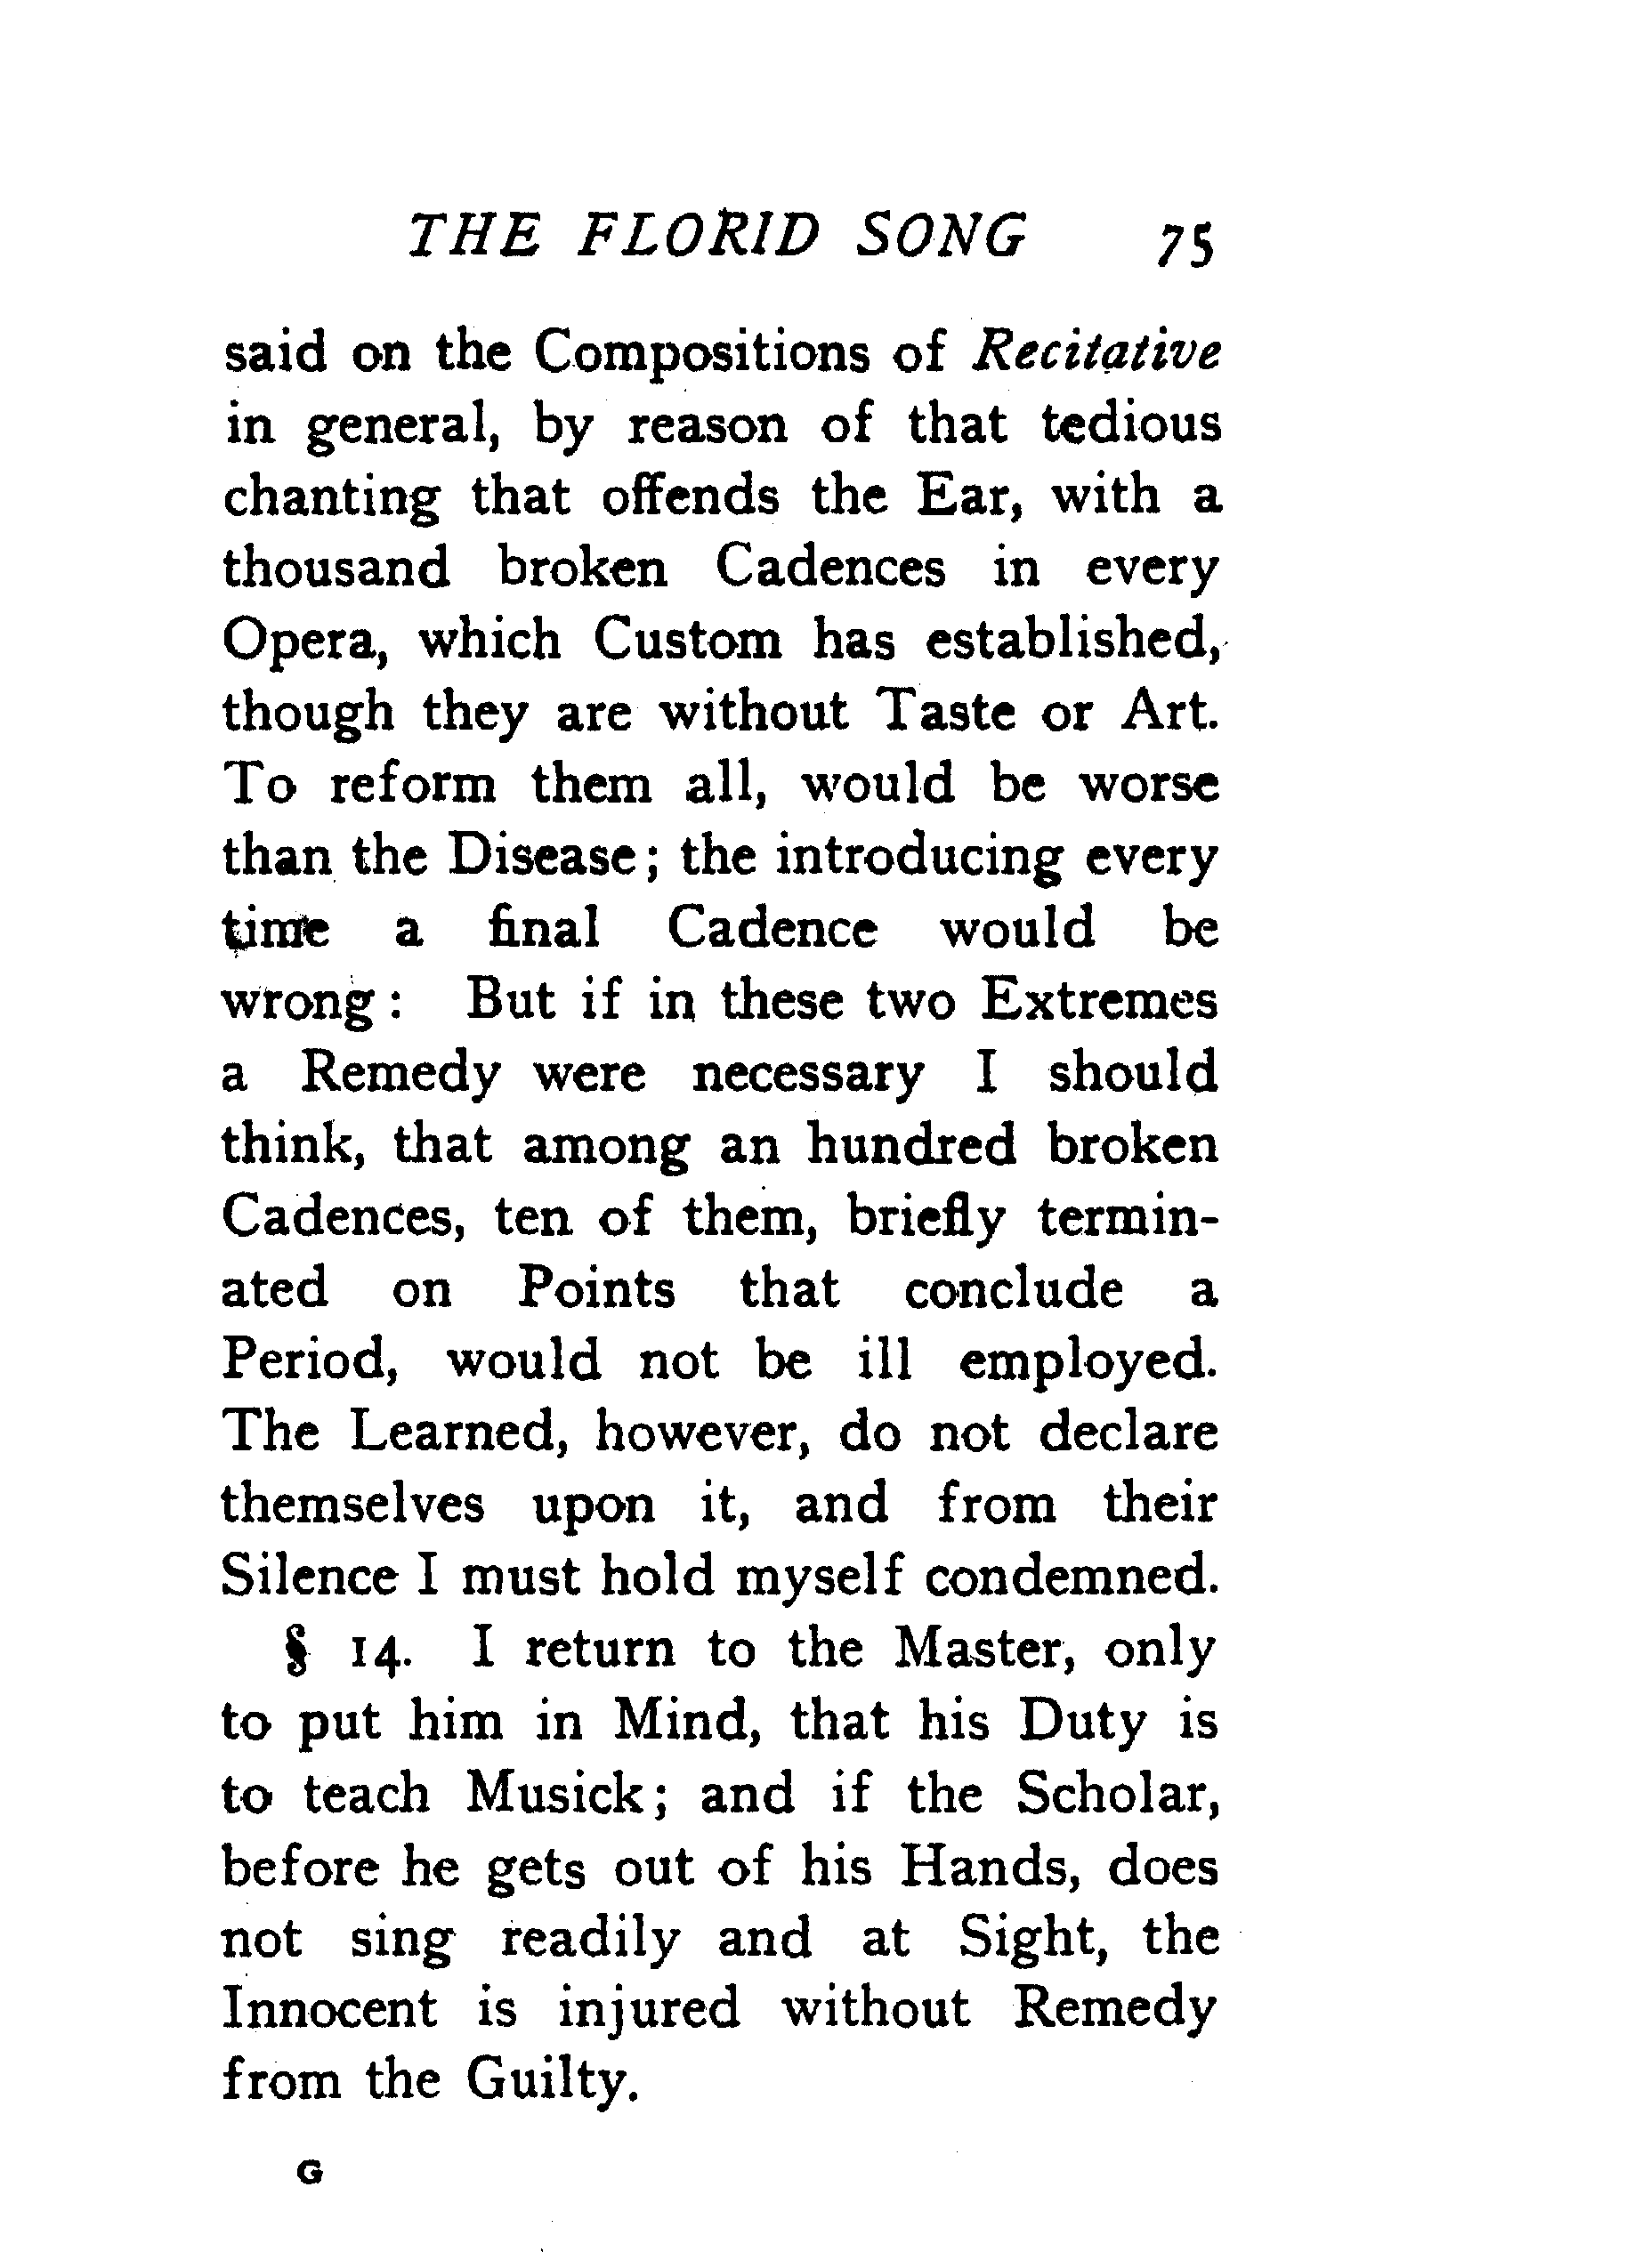 THE FLORID SONG 75
said on the Compositions of Recitative
in general, by reason of that tedious
chanting that offends the Ear, with a
thousand broken Cadences in every
Opera, which Custom has established,
though they are without Taste or Art.
To reform them all, would be worse
than the Disease; the introducing every
time a final Cadence would be
wrong: But if in these two Extremes
a Remedy were necessary I should
think, that among an hundred broken
Cadences, ten of them, briefly termin-
ated on Points that conclude a
Period, would not be ill employed.
The Learned, however, do not declare
themselves upon it, and from their
Silence I must hold myself condemned.
§ 14. I return to the Master, only
to put him in Mind, that his Duty is
to teach Musick; and if the Scholar,
before he gets out of his Hands, does
not sing readily and at Sight, the
Innocent is injured without Remedy
from the Guilty.
G